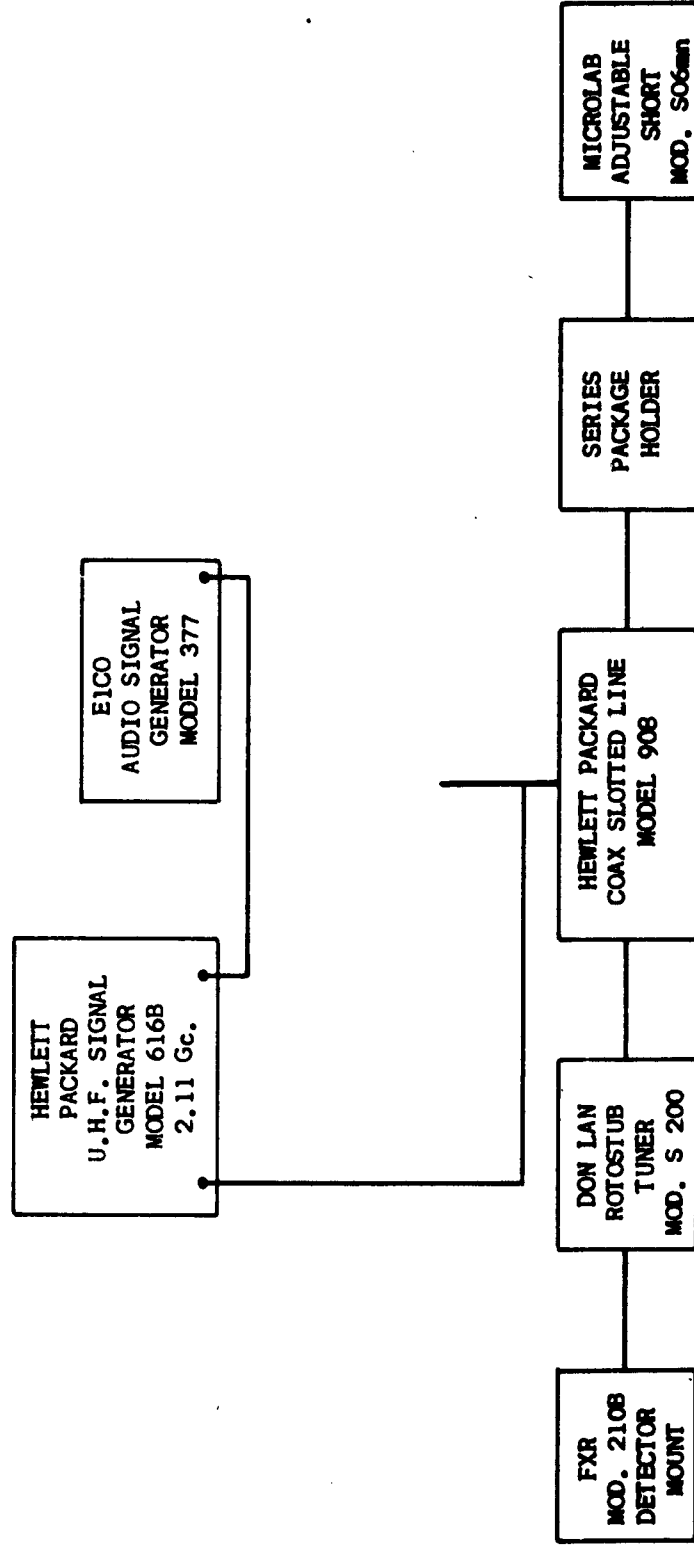 HEWLETT
PACKARD
U.H.F. SIGNAL
GENERATOR
MODEL 616B
2.11 Gc.
E1CO
AUDIO SIGNAL
GENERATOR
MODEL 377
FXR
MOD. 210B
DETECTOR
MOUNT
DON LAN
ROTOSTUB
TUNER
MOD. S 200
HEWLETT PACKARD
COAX SLOTTED LINE
MODEL 908
SERIES
PACKAGE
HOLDER
MICROLAB
ADJUSTABLE
SHORT
MOD. SO6mn